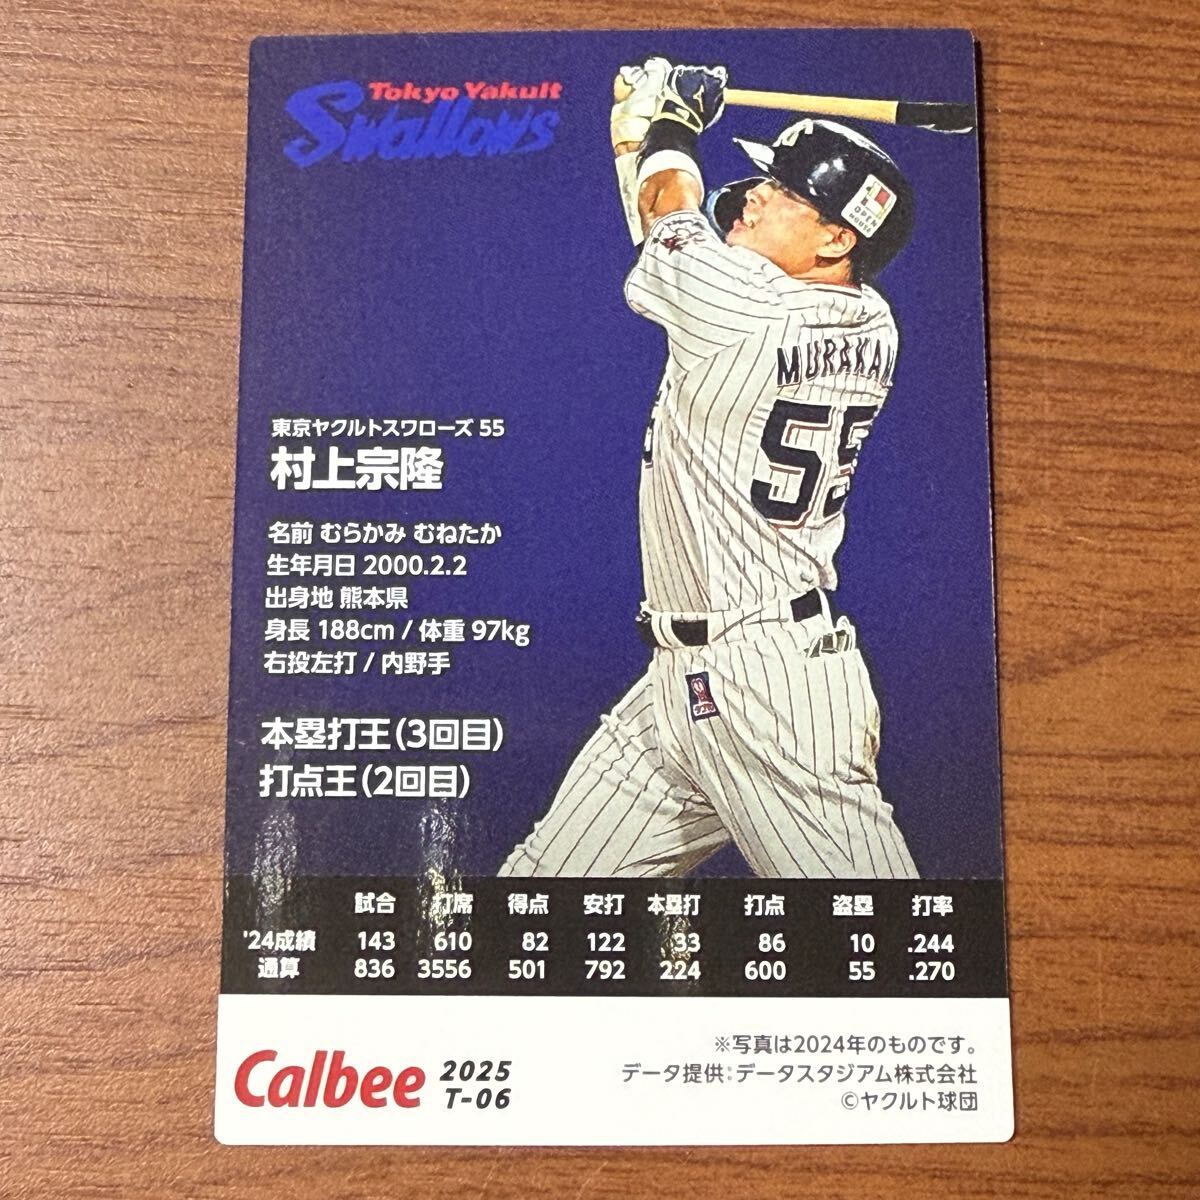 Tokyo Yakult
Swallows
OPEN
HOUSE
MURAKAM
55
東京ヤクルトスワローズ 55
村上宗隆
名前 むらかみ むねたか
生年月日 2000.2.2
出身地 熊本県
身長 188cm / 体重 97kg
右投左打 / 内野手
本塁打王(3回目)
打点王(2回目)
試合 打席 得点 安打 本塁打 打点 盗塁 打率
'24成績 143 610 82 122 33 86 10 .244
通算 836 3556 501 792 224 600 55 .270
Calbee 2025
T-06
※写真は2024年のものです。
データ提供:データスタジアム株式会社
©ヤクルト球団